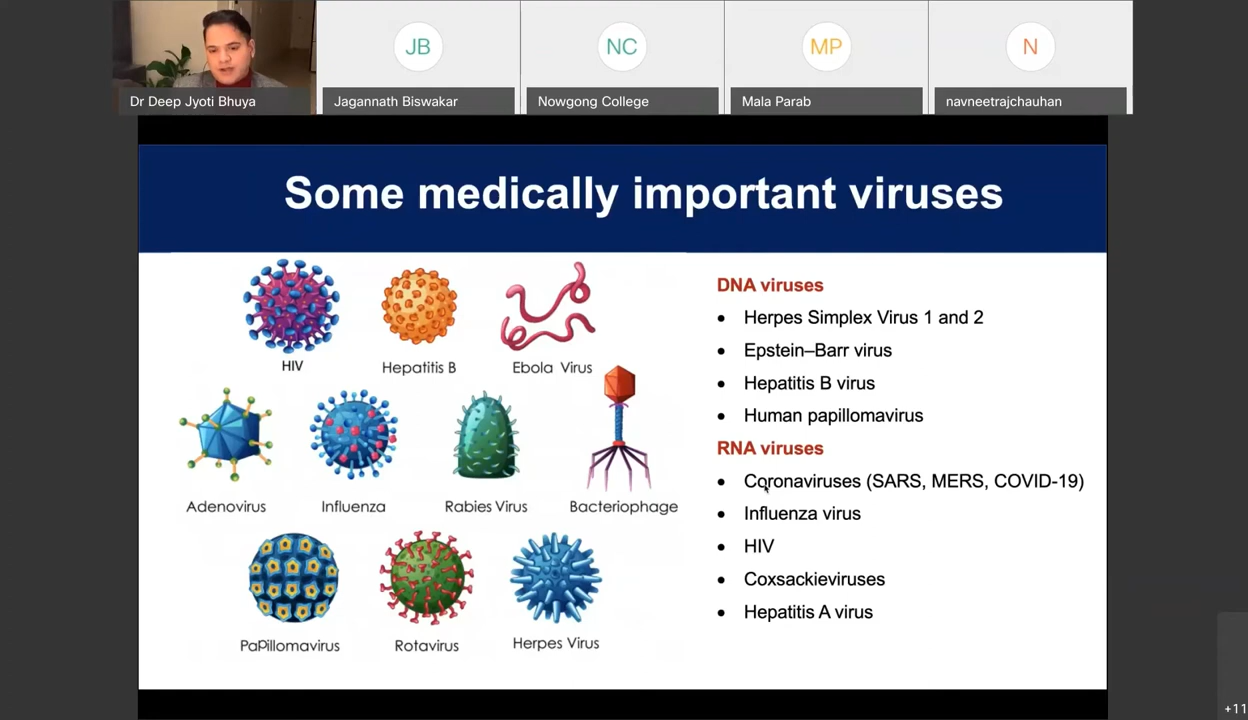 JB
NC
MP
N
Dr Deep Jyoti Bhuya
Jagannath Biswakar
Nowgong College
Mala Parab
navneetrajchauhan
Some medically important viruses
HIV
Hepatitis B
Ebola Virus
Adenovirus
Influenza
Rabies Virus
Bacteriophage
Papillomavirus
Rotavirus
Herpes Virus
DNA viruses
• Herpes Simplex Virus 1 and 2
• Epstein–Barr virus
• Hepatitis B virus
• Human papillomavirus
RNA viruses
• Coronaviruses (SARS, MERS, COVID-19)
• Influenza virus
• HIV
• Coxsackieviruses
• Hepatitis A virus
+11